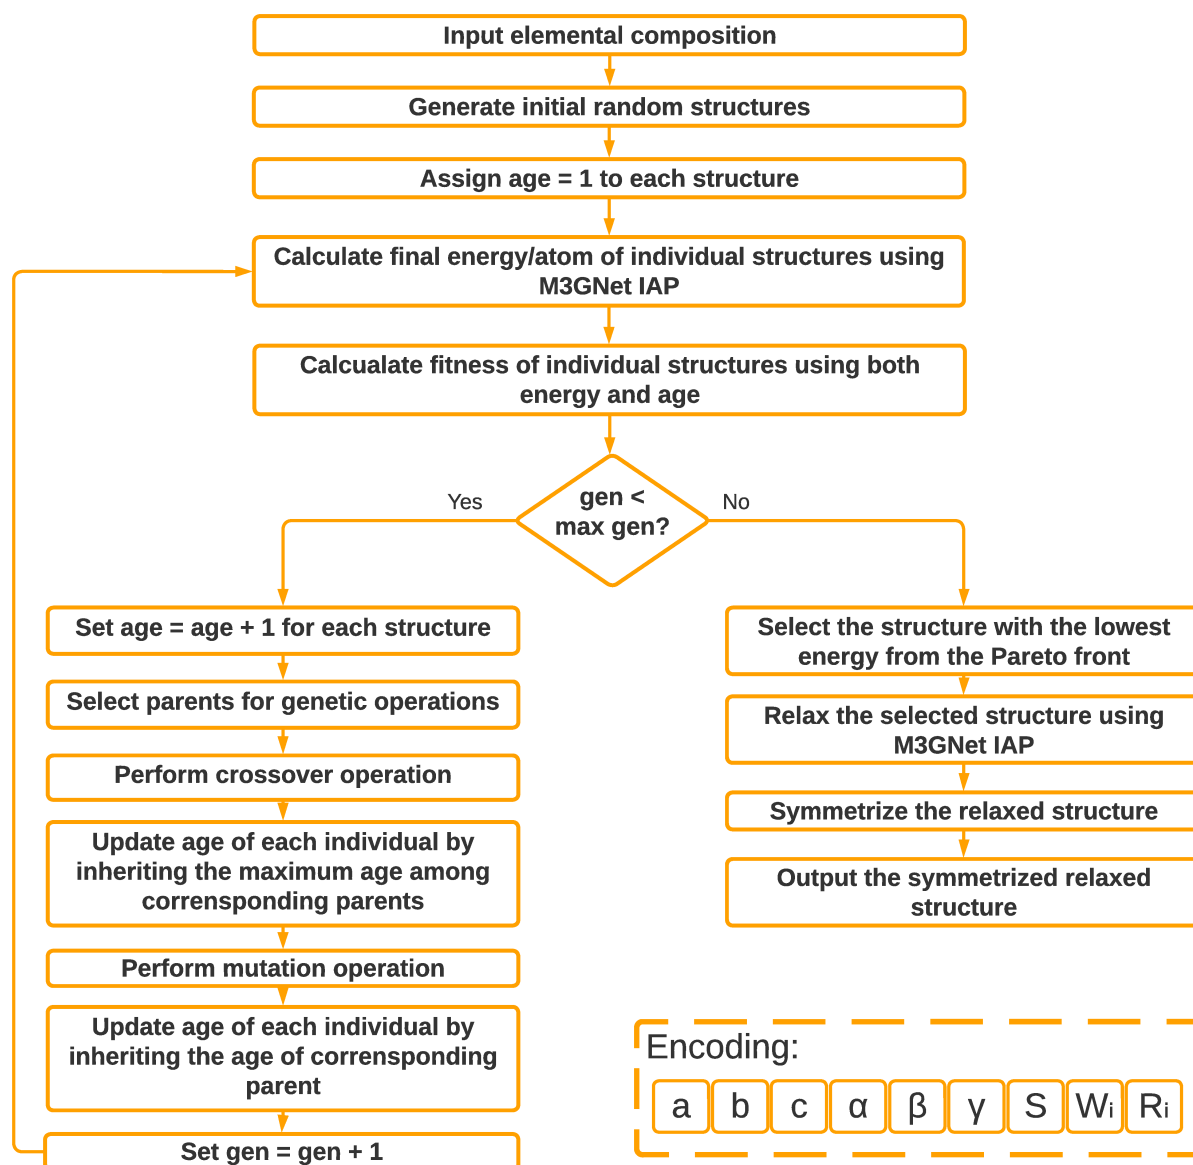 Input elemental composition
Generate initial random structures
Assign age = 1 to each structure
Calculate final energy/atom of individual structures using
M3GNet IAP
Calcualate fitness of individual structures using both
energy and age
gen <
max gen?
Yes
No
Set age = age + 1 for each structure
Select parents for genetic operations
Perform crossover operation
Update age of each individual by
inheriting the maximum age among
corrensponding parents
Perform mutation operation
Update age of each individual by
inheriting the age of corrensponding
parent
Set gen = gen + 1
Select the structure with the lowest
energy from the Pareto front
Relax the selected structure using
M3GNet IAP
Symmetrize the relaxed structure
Output the symmetrized relaxed
structure
Encoding:
a b c α β γ S Wi Ri